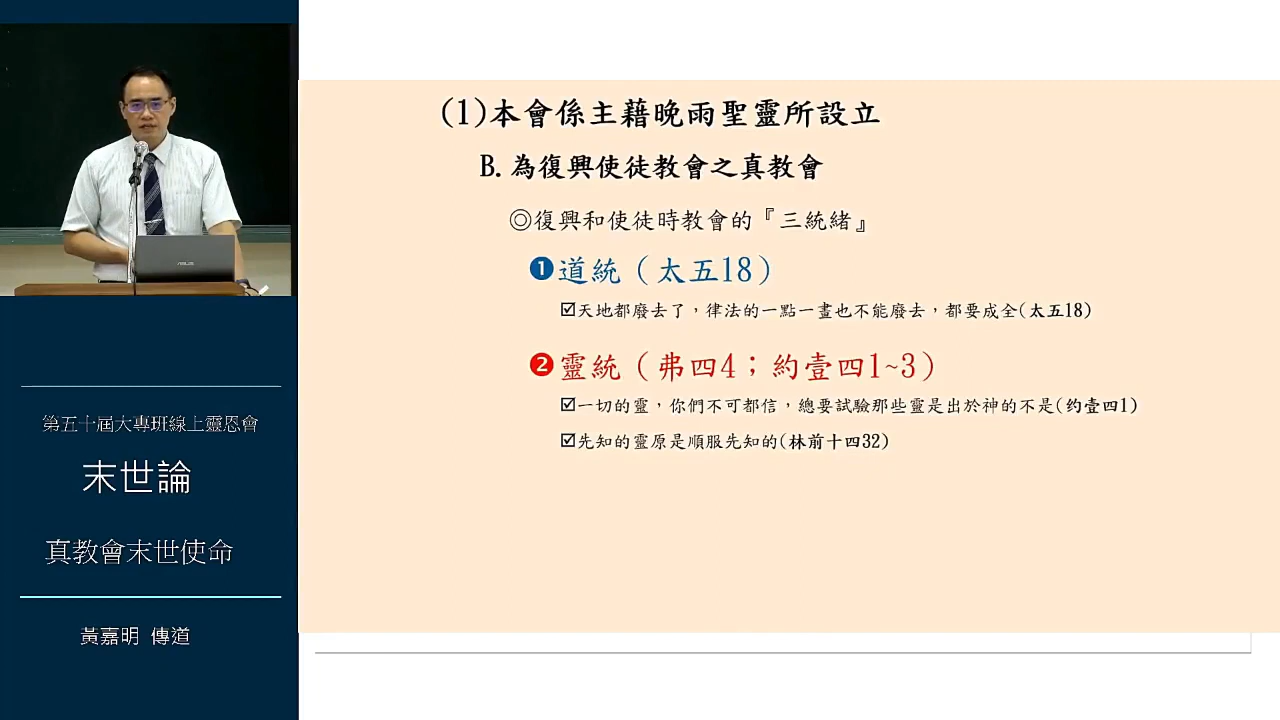 (1)本會係主藉晚雨聖靈所設立
B.為復興使徒教會之真教會
◎復興和使徒時教會的『三統緒』
❶道統（太五18）
☑天地都廢去了，律法的一點一畫也不能廢去，都要成全(太五18)
❷靈統（弗四4；約壹四1~3）
☑一切的靈，你們不可都信，總要試驗那些靈是出於神的不是(约壹四1)
☑先知的靈原是順服先知的(林前十四32)
ASUS
第五十屆大專班線上靈恩會
末世論
真教會末世使命
黃嘉明 傳道